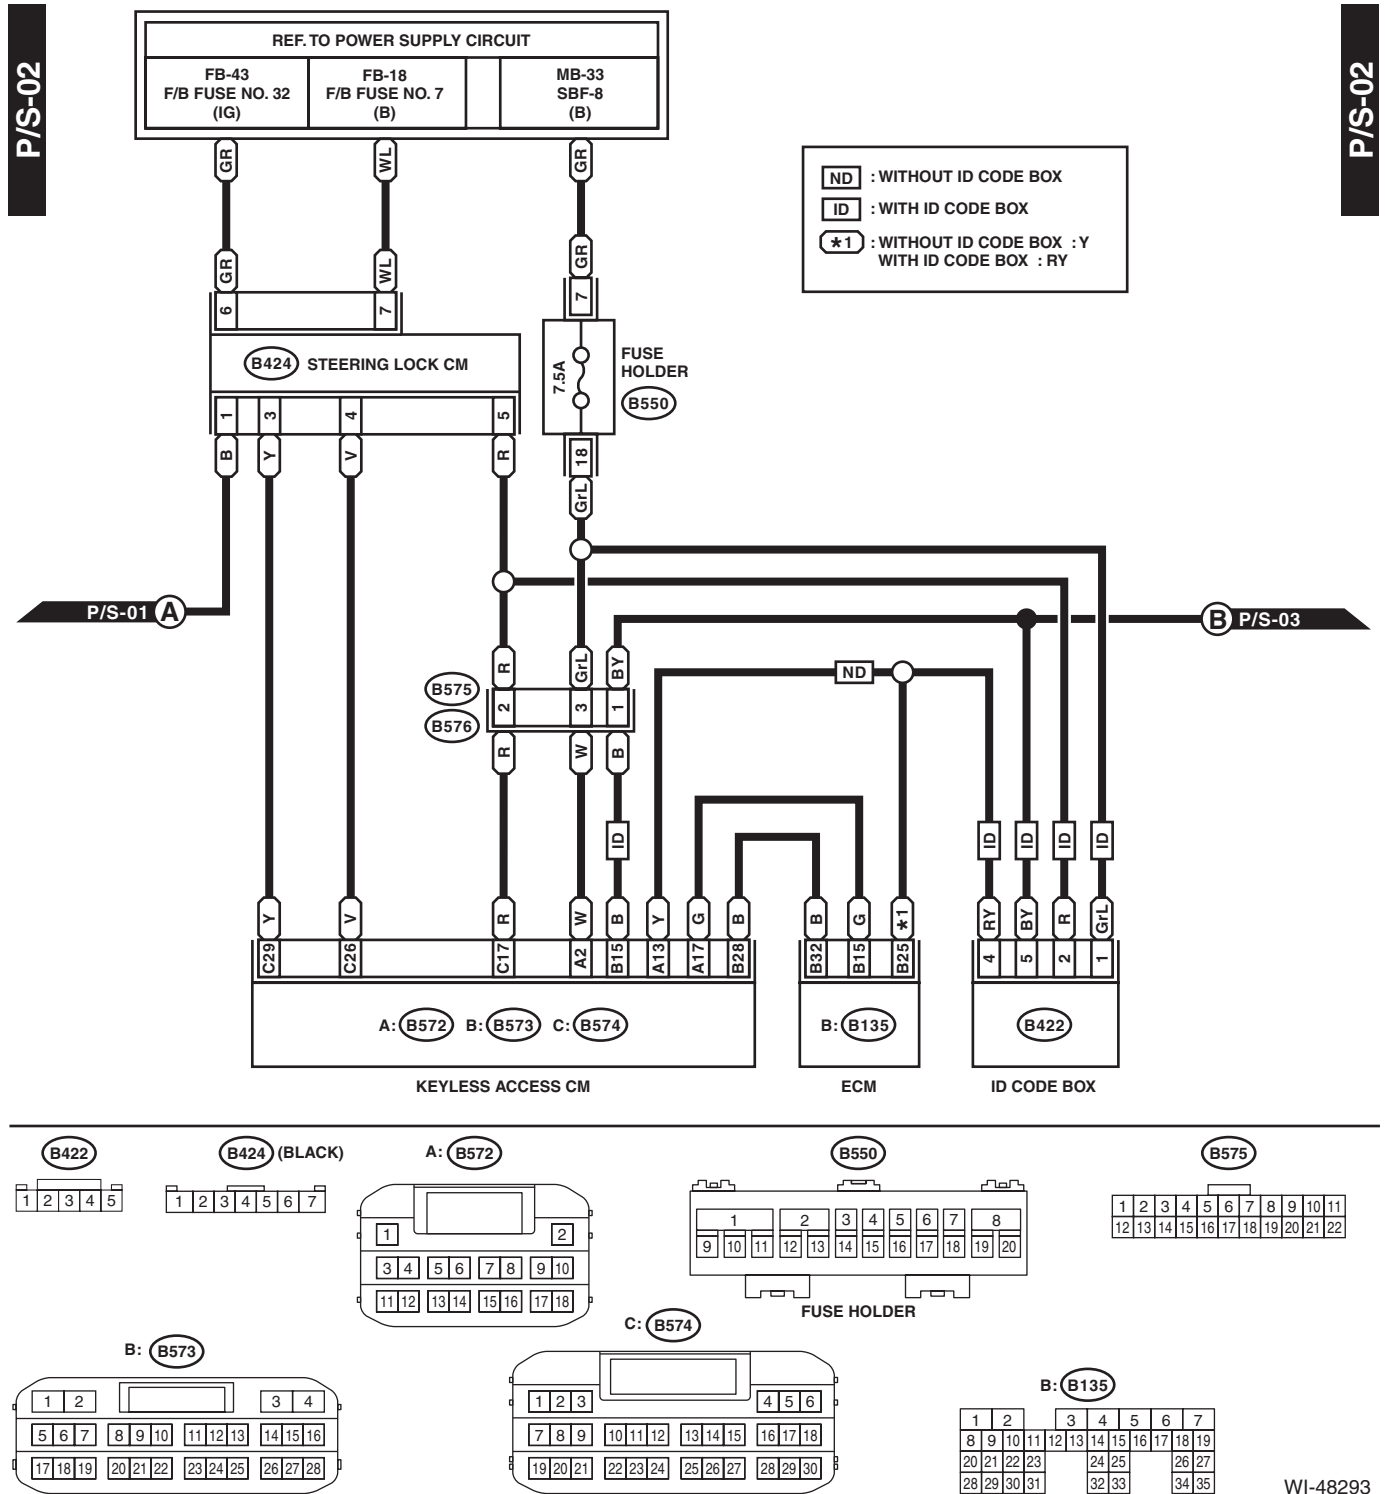 P/S-02
P/S-02
REF. TO POWER SUPPLY CIRCUIT
FB-43
F/B FUSE NO. 32
(IG)
FB-18
F/B FUSE NO. 7
(B)
MB-33
SBF-8
(B)
GR WL GR
ND : WITHOUT ID CODE BOX
ID : WITH ID CODE BOX
*1 : WITHOUT ID CODE BOX : Y
WITH ID CODE BOX : RY
GR WL GR
6 7 7
B424 STEERING LOCK CM
7.5A
FUSE
HOLDER
B550
1 3 4 5
B Y V R
18
GrL
P/S-01 A
B P/S-03
R GrL BY
ND
B575
2 3 1
B576
R W B
ID ID ID ID ID
Y V R W B Y G B B G *1 RY BY R GrL
C29 C26 C17 A2 B15 A13 A17 B28 B32 B15 B25 4 5 2 1
A: B572 B: B573 C: B574
B: B135
B422
KEYLESS ACCESS CM
ECM
ID CODE BOX
B422
1 2 3 4 5
B424 (BLACK)
1 2 3 4 5 6 7
A: B572
1 2
3 4 5 6 7 8 9 10
11 12 13 14 15 16 17 18
B550
1 2 3 4 5 6 7 8
9 10 11 12 13 14 15 16 17 18 19 20
FUSE HOLDER
B575
1 2 3 4 5 6 7 8 9 10 11
12 13 14 15 16 17 18 19 20 21 22
B: B573
1 2 3 4
5 6 7 8 9 10 11 12 13 14 15 16
17 18 19 20 21 22 23 24 25 26 27 28
C: B574
1 2 3 4 5 6
7 8 9 10 11 12 13 14 15 16 17 18
19 20 21 22 23 24 25 26 27 28 29 30
B: B135
1 2 3 4 5 6 7
8 9 10 11 12 13 14 15 16 17 18 19
20 21 22 23 24 25 26 27
28 29 30 31 32 33 34 35
WI-48293